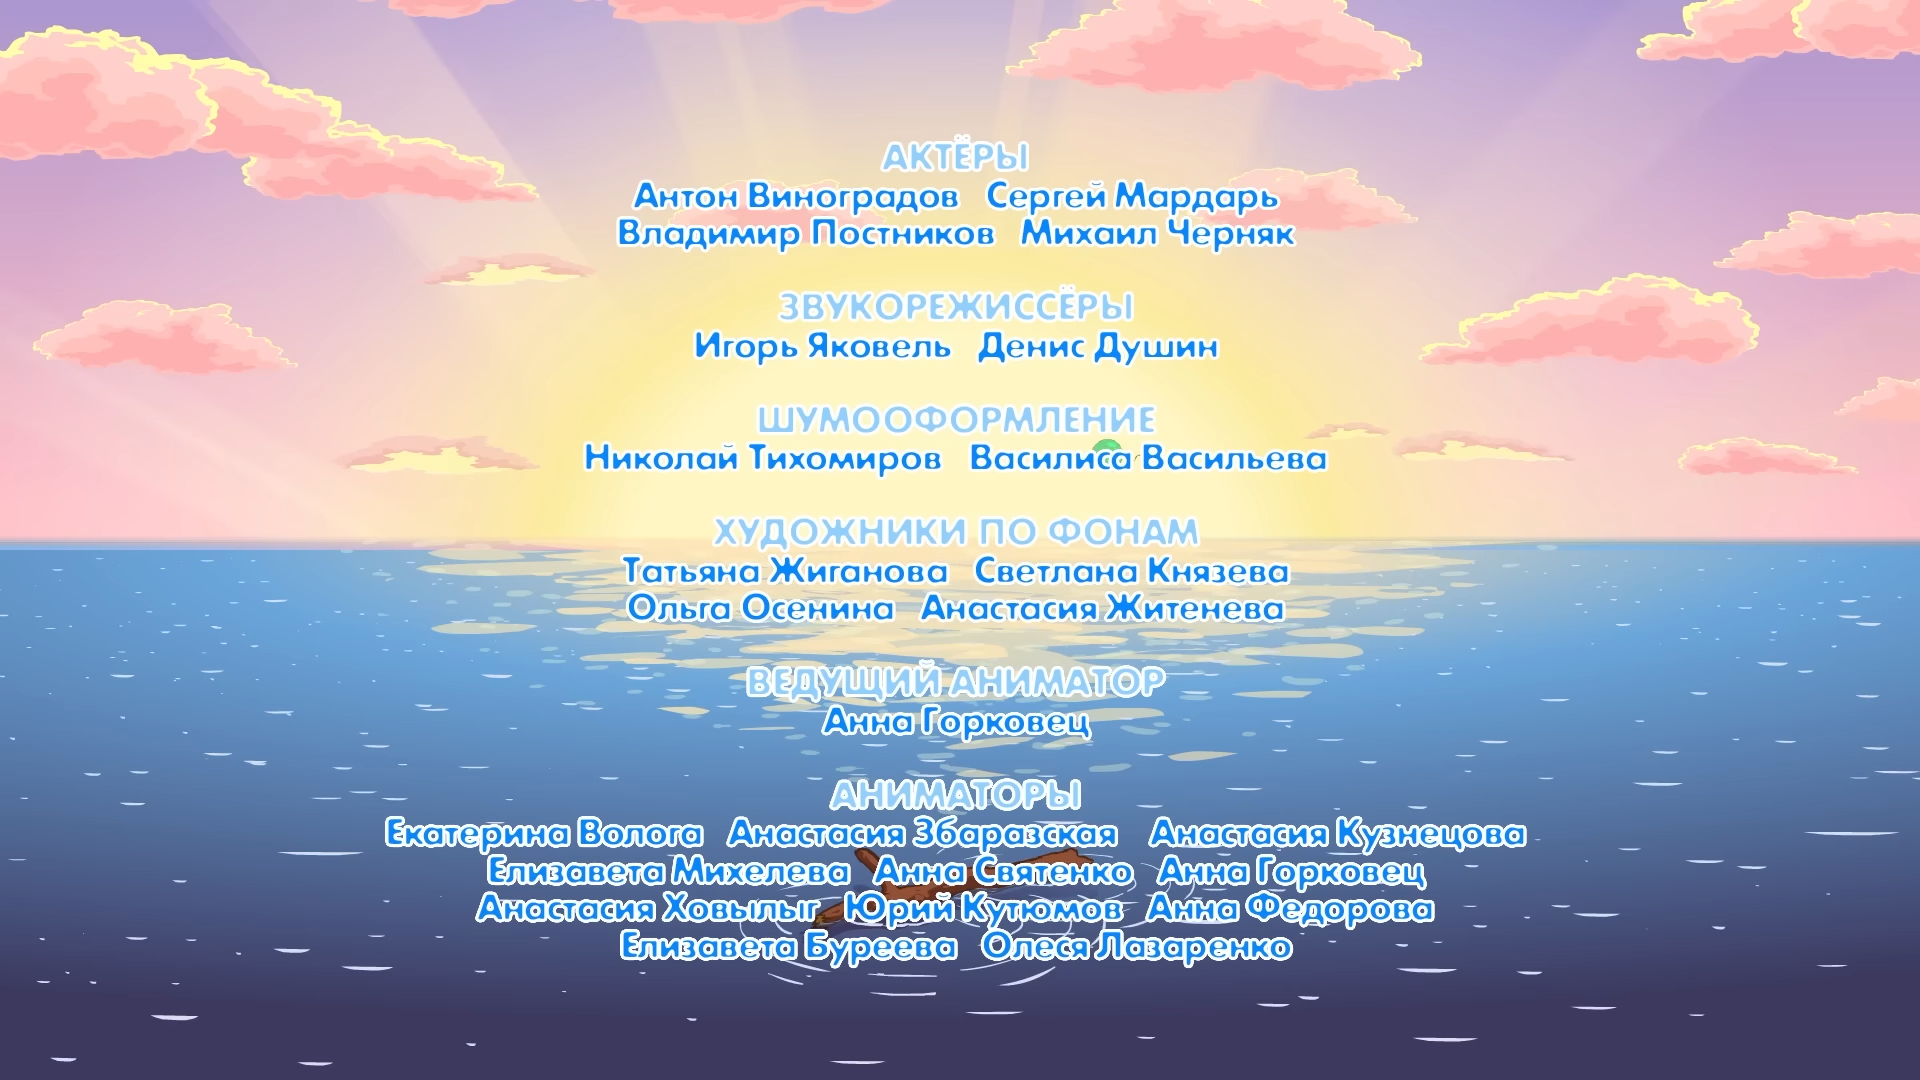 АКТЁРЫ
Антон Виноградов Сергей Мардарь
Владимир Постников Михаил Черняк
ЗВУКОРЕЖИССЁРЫ
Игорь Яковель Денис Душин
ШУМООФОРМЛЕНИЕ
Николай Тихомиров Василиса Васильева
ХУДОЖНИКИ ПО ФОНАМ
Татьяна Жиганова Светлана Князева
Ольга Осенина Анастасия Житенева
ВЕДУЩИЙ АНИМАТОР
Анна Горковец
АНИМАТОРЫ
Екатерина Волога Анастасия Збаразская Анастасия Кузнецова
Елизавета Михелева Анна Святенко Анна Горковец
Анастасия Ховылыг Юрий Кутюмов Анна Федорова
Елизавета Буреева Олеся Лазаренко